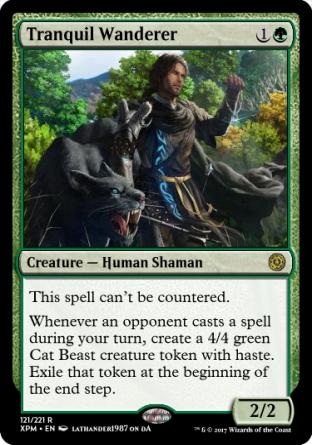 Tranquil Wanderer 1
Creature — Human Shaman
This spell can't be countered.
Whenever an opponent casts a spell
during your turn, create a 4/4 green
Cat Beast creature token with haste.
Exile that token at the beginning of
the end step.
2/2
121/221 R
XPM • EN LATHANDER1987 ON DA
™ & © 2017 Wizards of the Coast